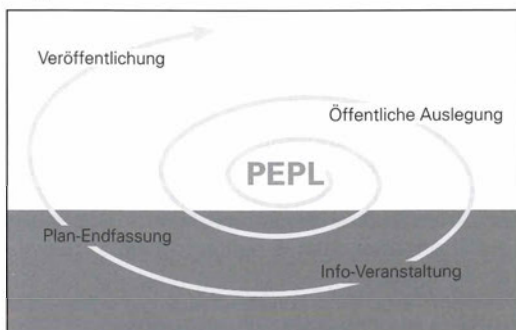 Veröffentlichung
Öffentliche Auslegung
PEPL
Plan-Endfassung
Info-Veranstaltung